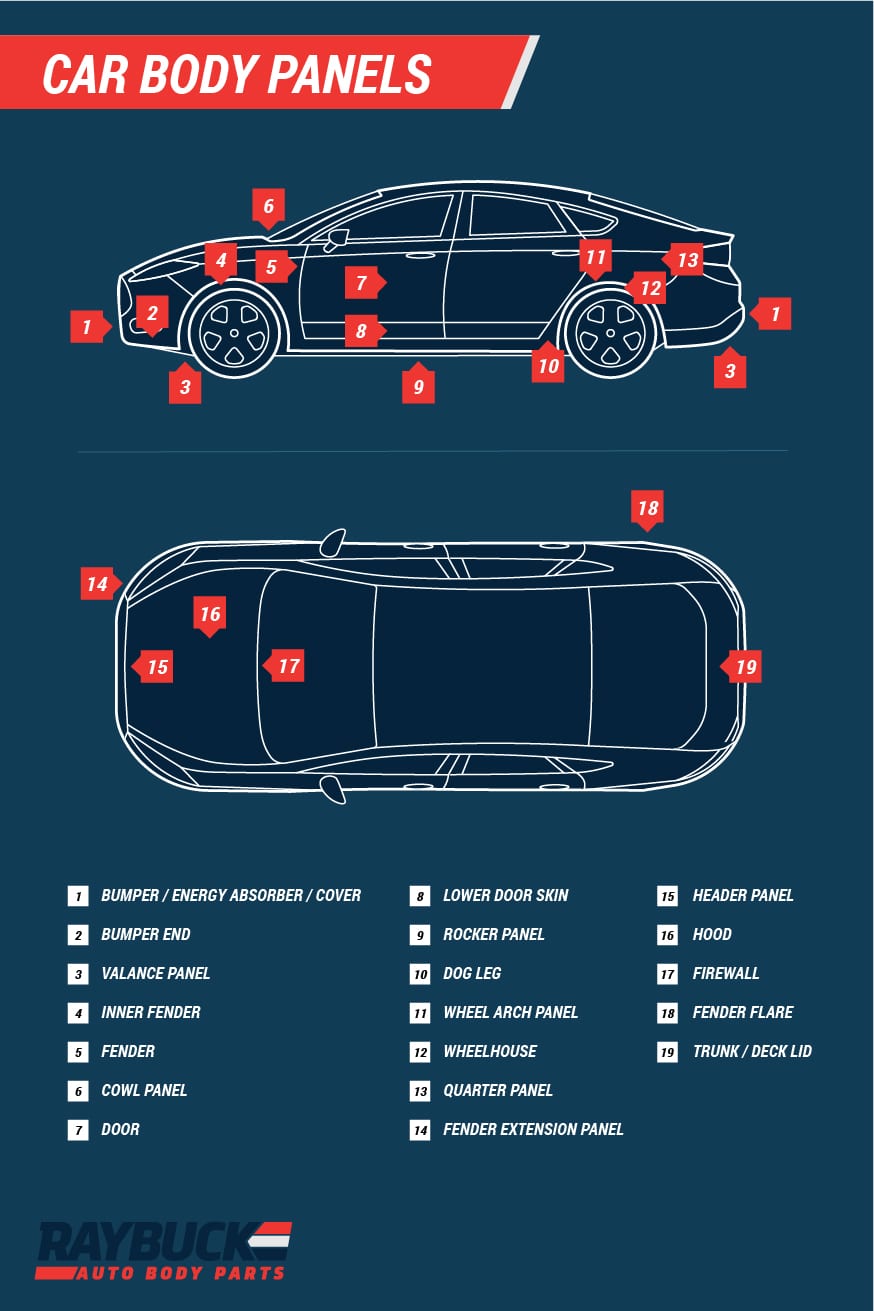 CAR BODY PANELS
6
4
5
11
13
7
12
2
1
1
8
10
3
9
3
18
14
16
15
17
19
1 BUMPER / ENERGY ABSORBER / COVER
2 BUMPER END
3 VALANCE PANEL
4 INNER FENDER
5 FENDER
6 COWL PANEL
7 DOOR
8 LOWER DOOR SKIN
9 ROCKER PANEL
10 DOG LEG
11 WHEEL ARCH PANEL
12 WHEELHOUSE
13 QUARTER PANEL
14 FENDER EXTENSION PANEL
15 HEADER PANEL
16 HOOD
17 FIREWALL
18 FENDER FLARE
19 TRUNK / DECK LID
RAYBUCK
AUTO BODY PARTS